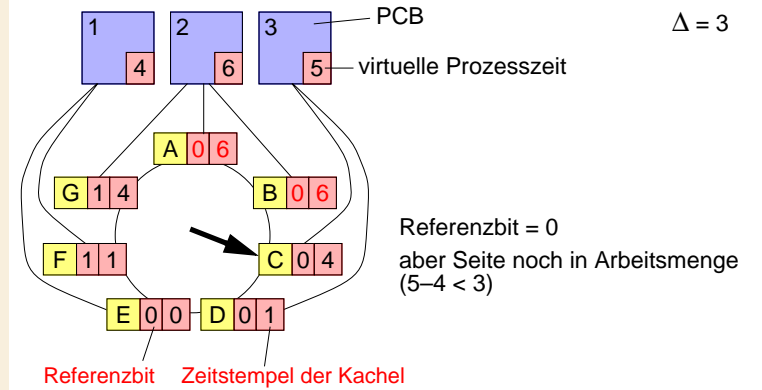 1 2 3 PCB Δ = 3
4 6 5 virtuelle Prozesszeit
A 0 6
G 1 4 B 0 6
Referenzbit = 0
F 1 1 C 0 4 aber Seite noch in Arbeitsmenge
(5–4 < 3)
E 0 0 D 0 1
Referenzbit Zeitstempel der Kachel